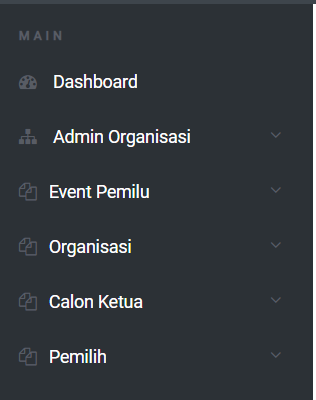 MAIN
Dashboard
Admin Organisasi
Event Pemilu
Organisasi
Calon Ketua
Pemilih